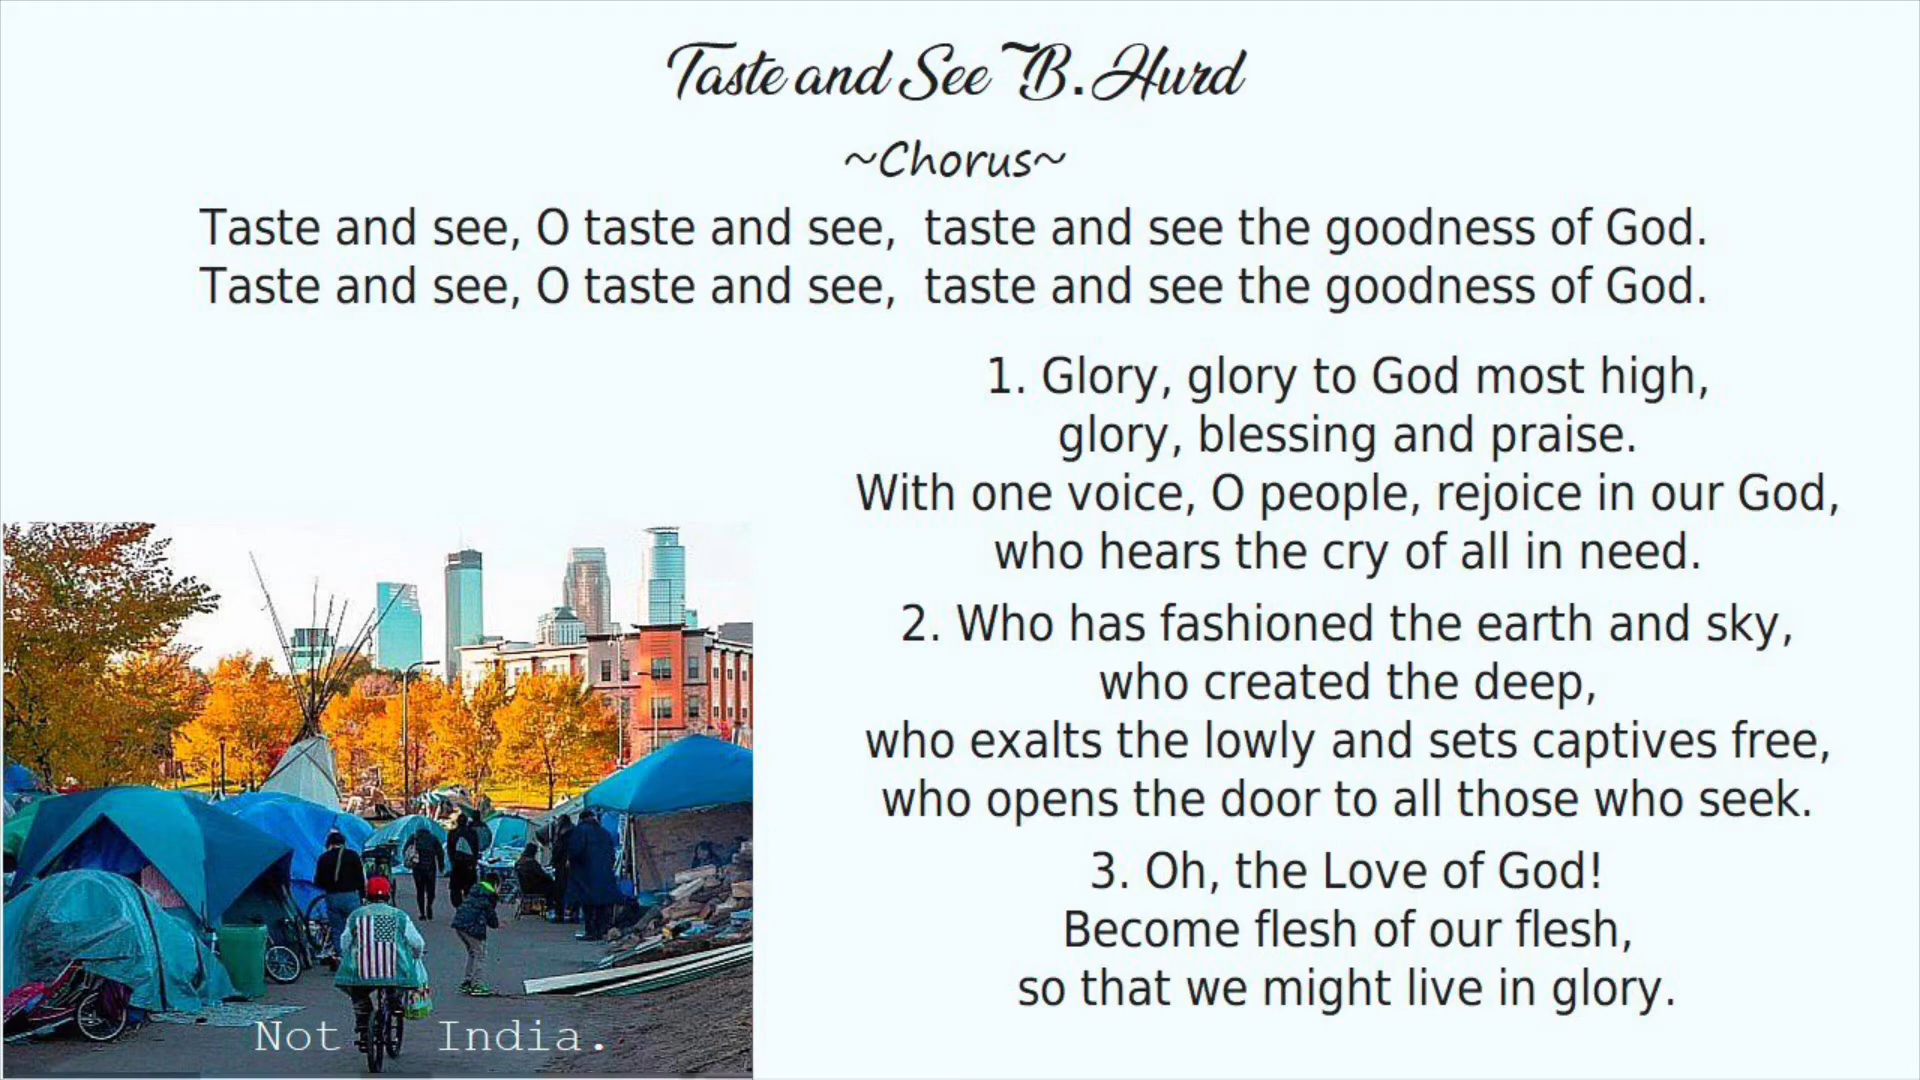 Taste and See ~B. Hurd
~Chorus~
Taste and see, O taste and see, taste and see the goodness of God.
Taste and see, O taste and see, taste and see the goodness of God.
1. Glory, glory to God most high,
glory, blessing and praise.
With one voice, O people, rejoice in our God,
who hears the cry of all in need.
2. Who has fashioned the earth and sky,
who created the deep,
who exalts the lowly and sets captives free,
who opens the door to all those who seek.
3. Oh, the Love of God!
Become flesh of our flesh,
so that we might live in glory.
Not India.